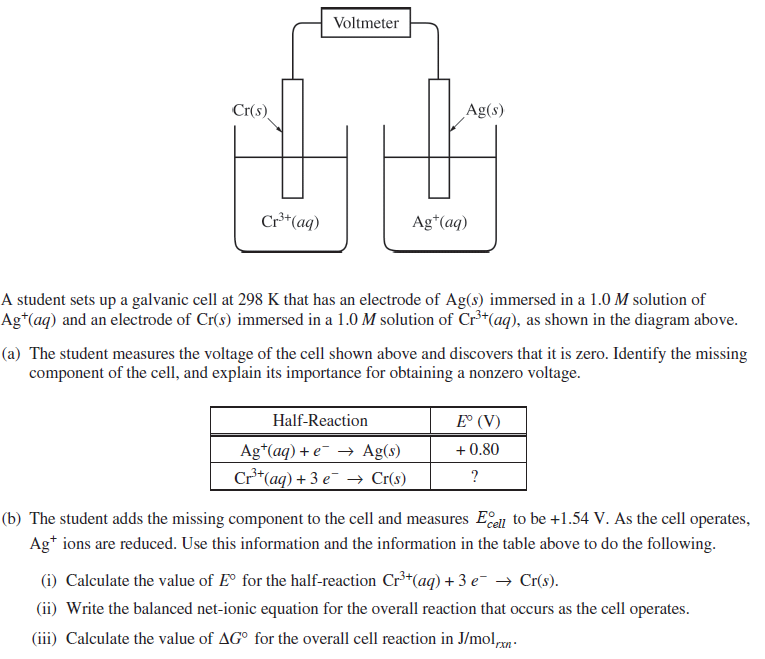 Voltmeter
Cr(s)
Ag(s)
Cr³⁺(aq)
Ag⁺(aq)
A student sets up a galvanic cell at 298 K that has an electrode of Ag(s) immersed in a 1.0 M solution of
Ag⁺(aq) and an electrode of Cr(s) immersed in a 1.0 M solution of Cr³⁺(aq), as shown in the diagram above.
(a) The student measures the voltage of the cell shown above and discovers that it is zero. Identify the missing
component of the cell, and explain its importance for obtaining a nonzero voltage.
Half-Reaction E° (V)
Ag⁺(aq) + e⁻ → Ag(s) + 0.80
Cr³⁺(aq) + 3 e⁻ → Cr(s) ?
(b) The student adds the missing component to the cell and measures E°cell to be +1.54 V. As the cell operates,
Ag⁺ ions are reduced. Use this information and the information in the table above to do the following.
(i) Calculate the value of E° for the half-reaction Cr³⁺(aq) + 3 e⁻ → Cr(s).
(ii) Write the balanced net-ionic equation for the overall reaction that occurs as the cell operates.
(iii) Calculate the value of ΔG° for the overall cell reaction in J/molrxn.